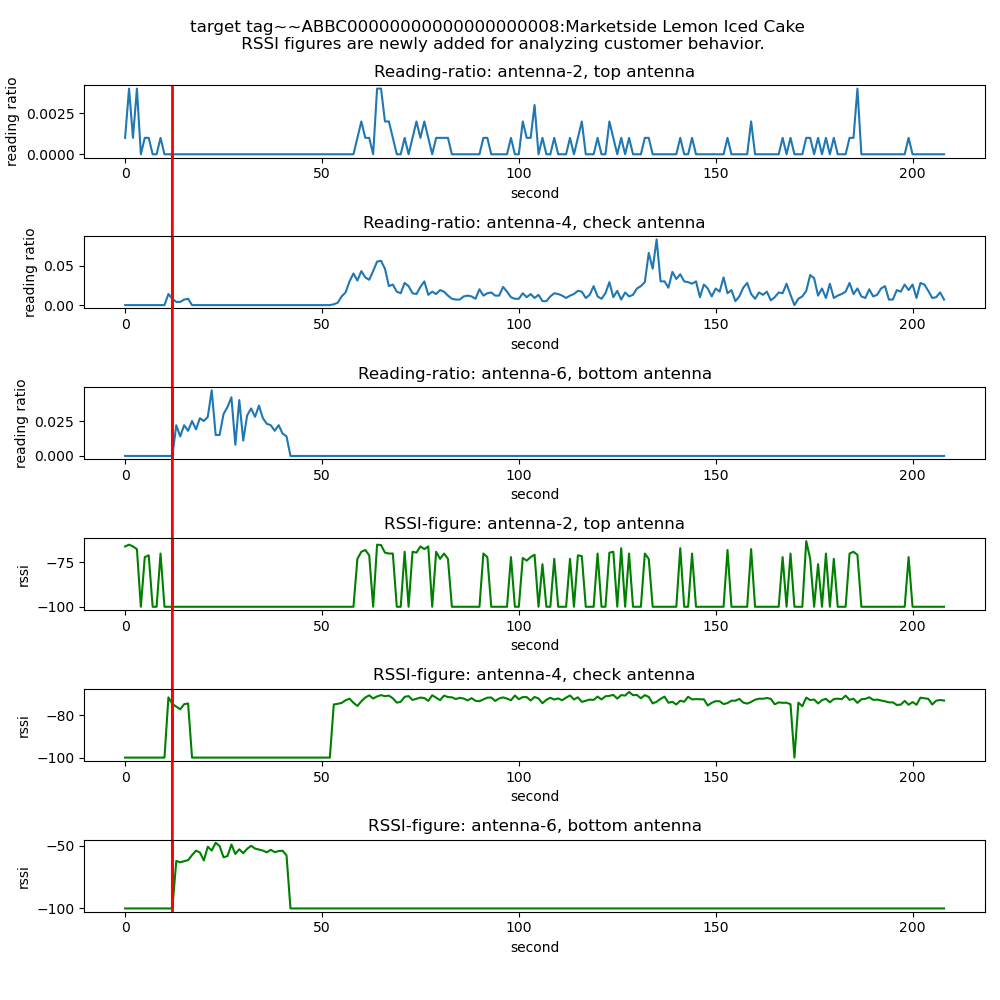 target tag~~ABBC00000000000000000008:Marketside Lemon Iced Cake
RSSI figures are newly added for analyzing customer behavior.
Reading-ratio: antenna-2, top antenna
reading ratio
0.0025
0.0000
0 50 100 150 200
second
Reading-ratio: antenna-4, check antenna
reading ratio
0.05
0.00
0 50 100 150 200
second
Reading-ratio: antenna-6, bottom antenna
reading ratio
0.025
0.000
0 50 100 150 200
second
RSSI-figure: antenna-2, top antenna
rssi
−75
−100
0 50 100 150 200
second
RSSI-figure: antenna-4, check antenna
rssi
−80
−100
0 50 100 150 200
second
RSSI-figure: antenna-6, bottom antenna
rssi
−50
−100
0 50 100 150 200
second